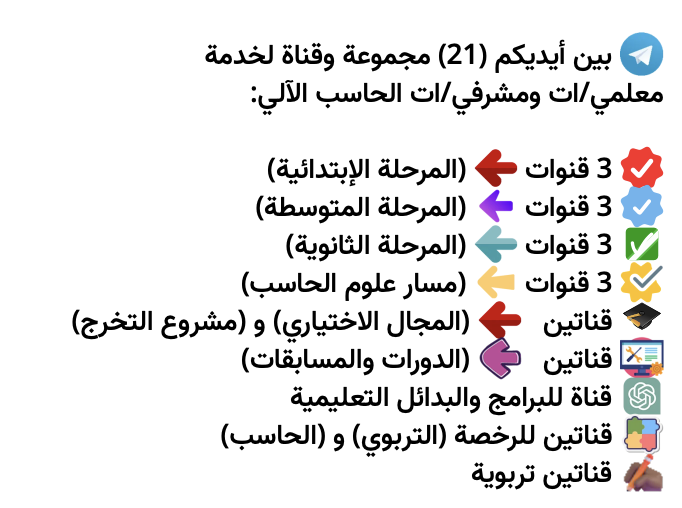 بين أيديكم (21) مجموعة وقناة لخدمة
معلمي/ات ومشرفي/ات الحاسب الآلي:
3 قنوات (المرحلة الإبتدائية)
3 قنوات (المرحلة المتوسطة)
3 قنوات (المرحلة الثانوية)
3 قنوات (مسار علوم الحاسب)
قناتين (المجال الاختياري) و (مشروع التخرج)
قناتين (الدورات والمسابقات)
قناة للبرامج والبدائل التعليمية
قناتين للرخصة (التربوي) و (الحاسب)
قناتين تربوية